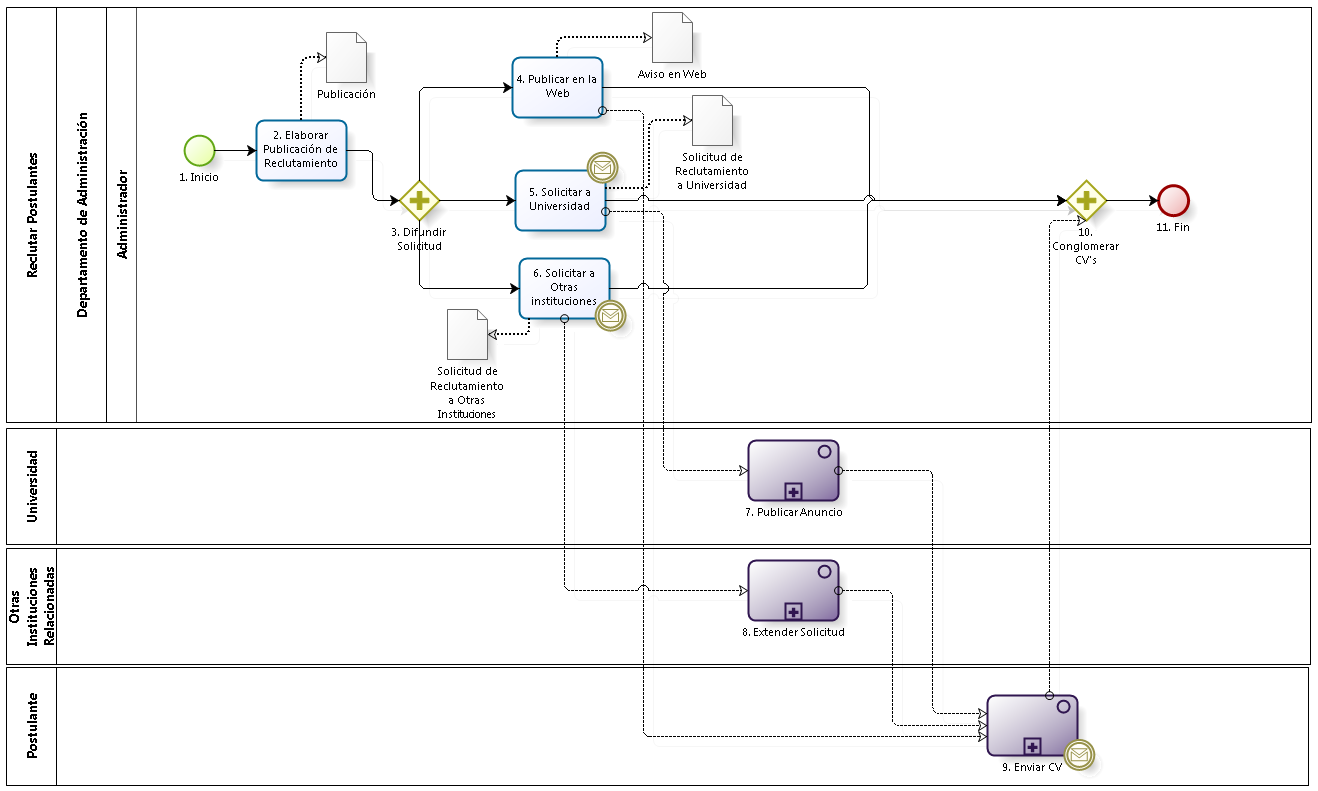 Reclutar Postulantes
Departamento de Administración
Administrador
1. Inicio
2. Elaborar
Publicación de
Reclutamiento
Publicación
3. Difundir
Solicitud
4. Publicar en la
Web
Aviso en Web
5. Solicitar a
Universidad
Solicitud de
Reclutamiento
a Universidad
6. Solicitar a
Otras
instituciones
Solicitud de
Reclutamiento
a Otras
Instituciones
10.
Conglomerar
CV's
11. Fin
Universidad
7. Publicar Anuncio
Otras
Instituciones
Relacionadas
8. Extender Solicitud
Postulante
9. Enviar CV